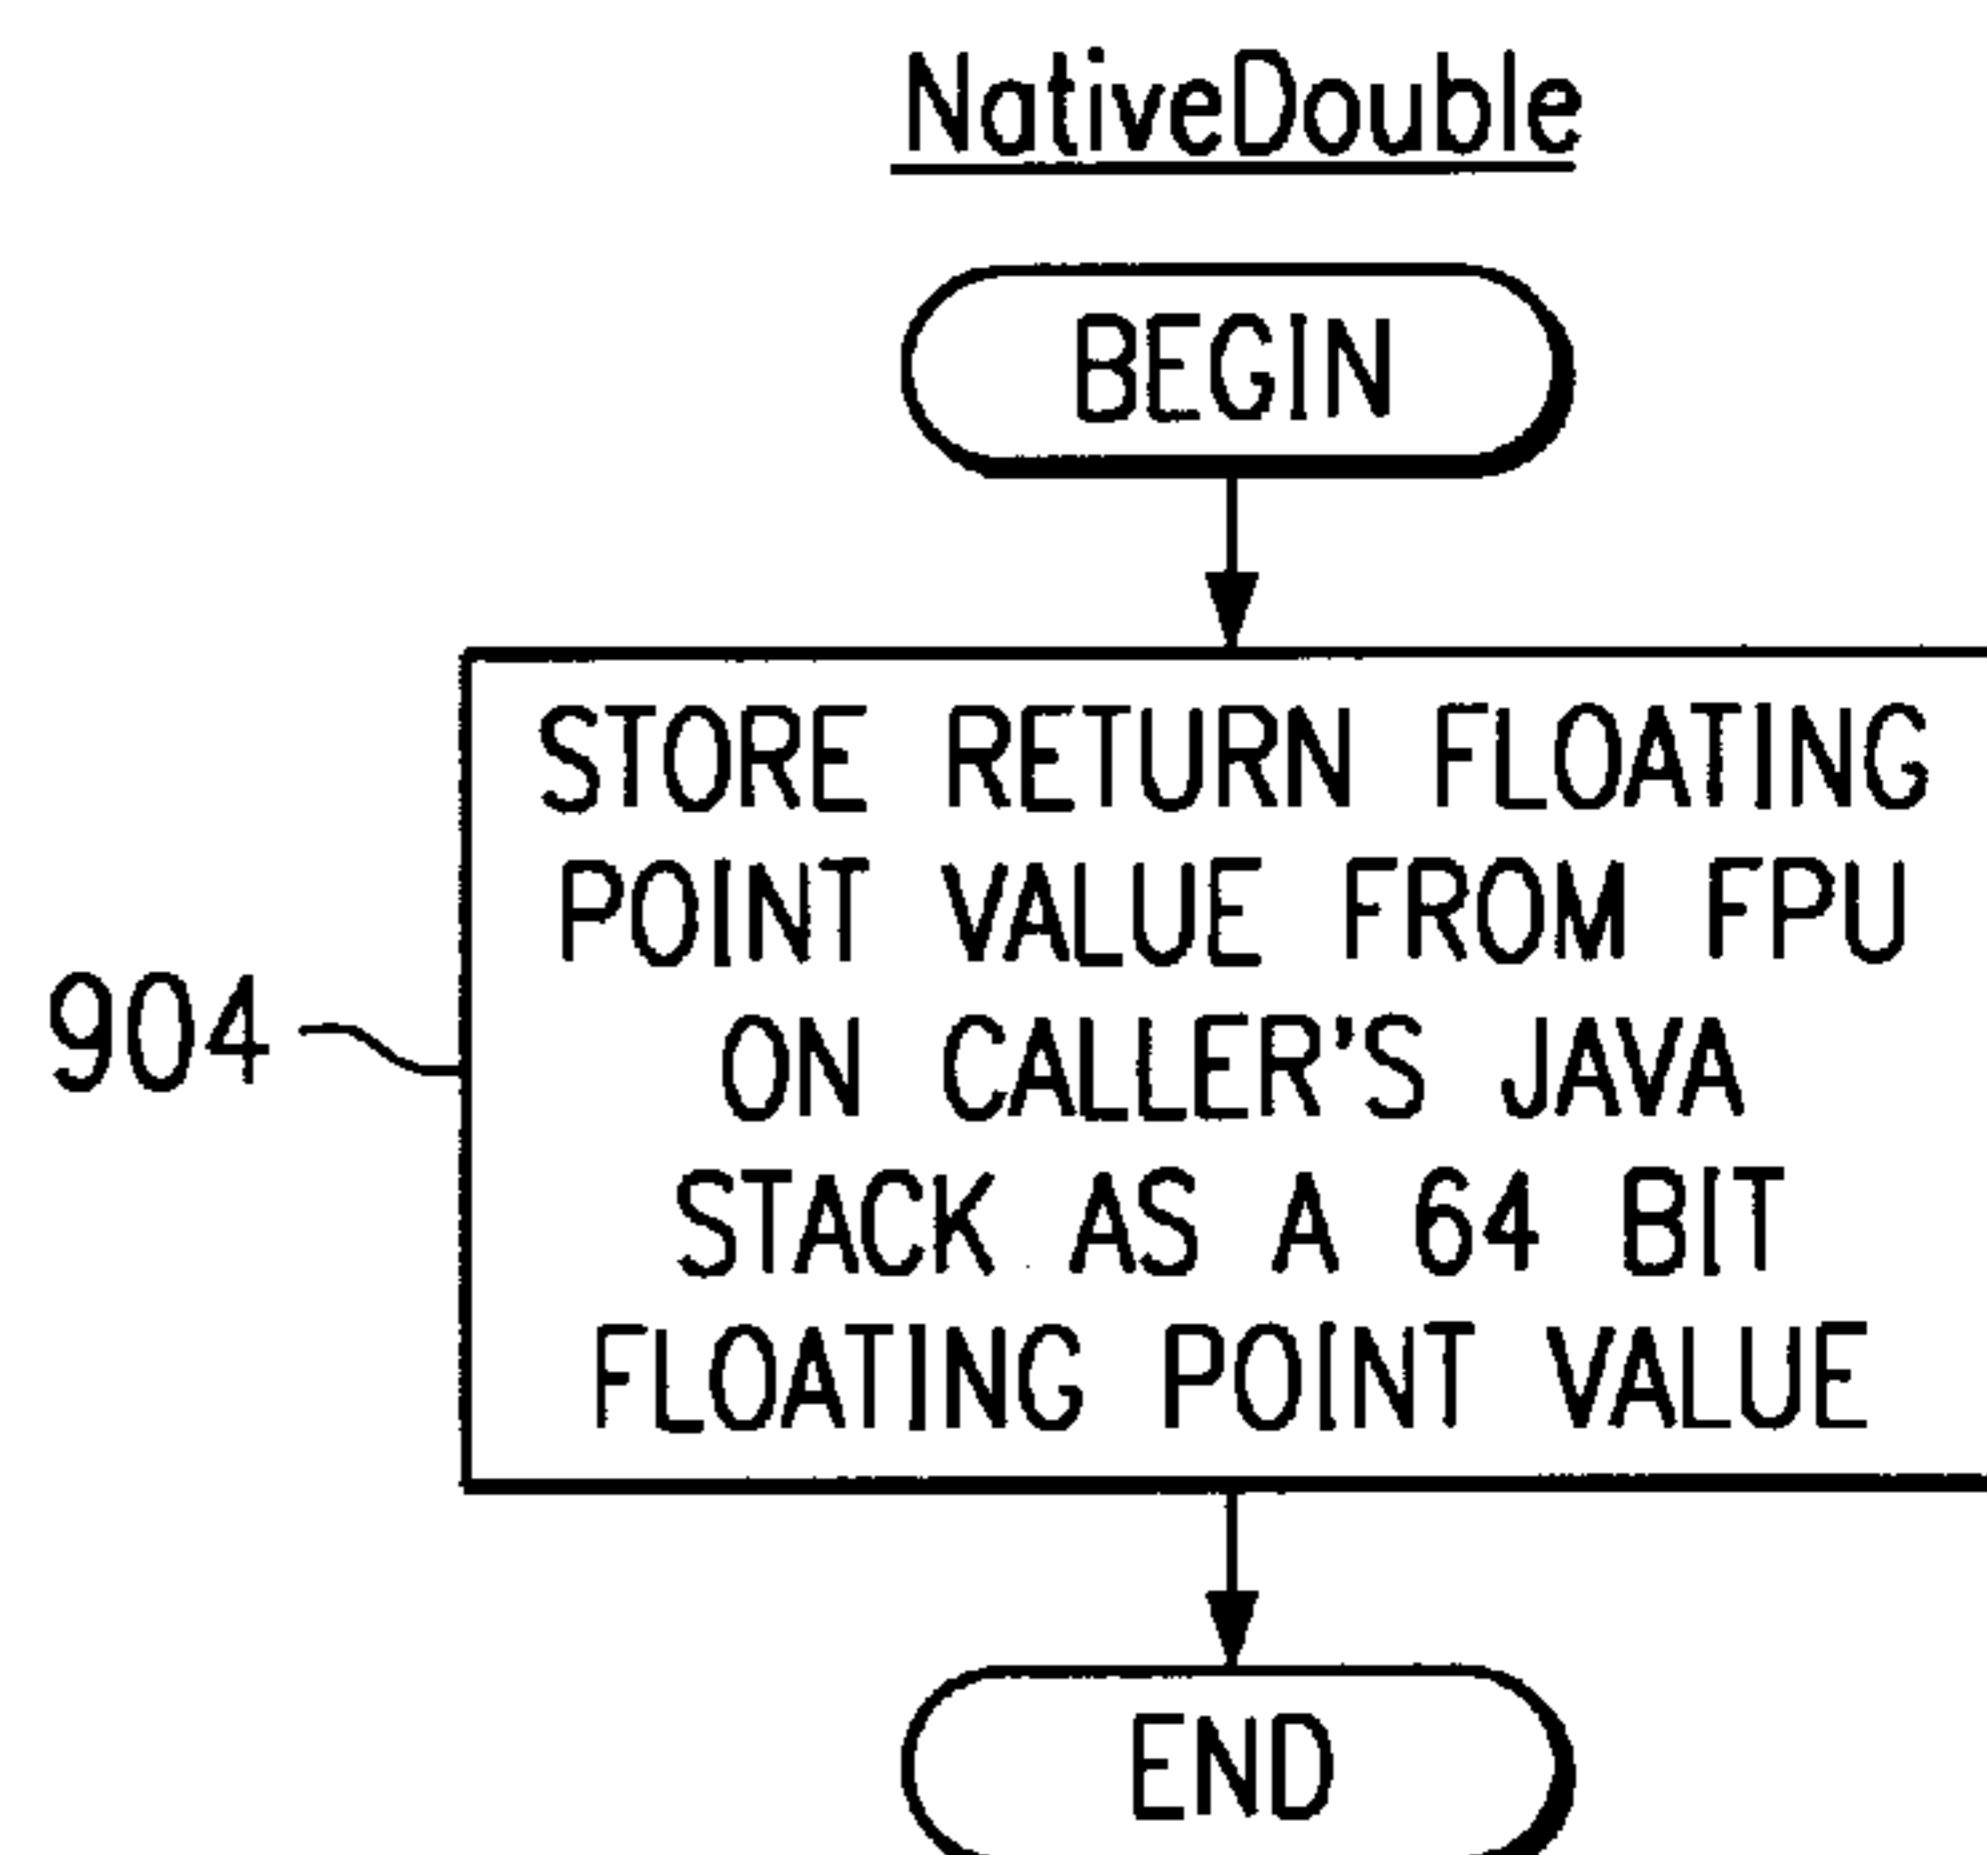 NativeDouble
BEGIN
STORE RETURN FLOATING
POINT VALUE FROM FPU
904
ON CALLER'S JAVA
STACK AS A 64 BIT
FLOATING POINT VALUE
END